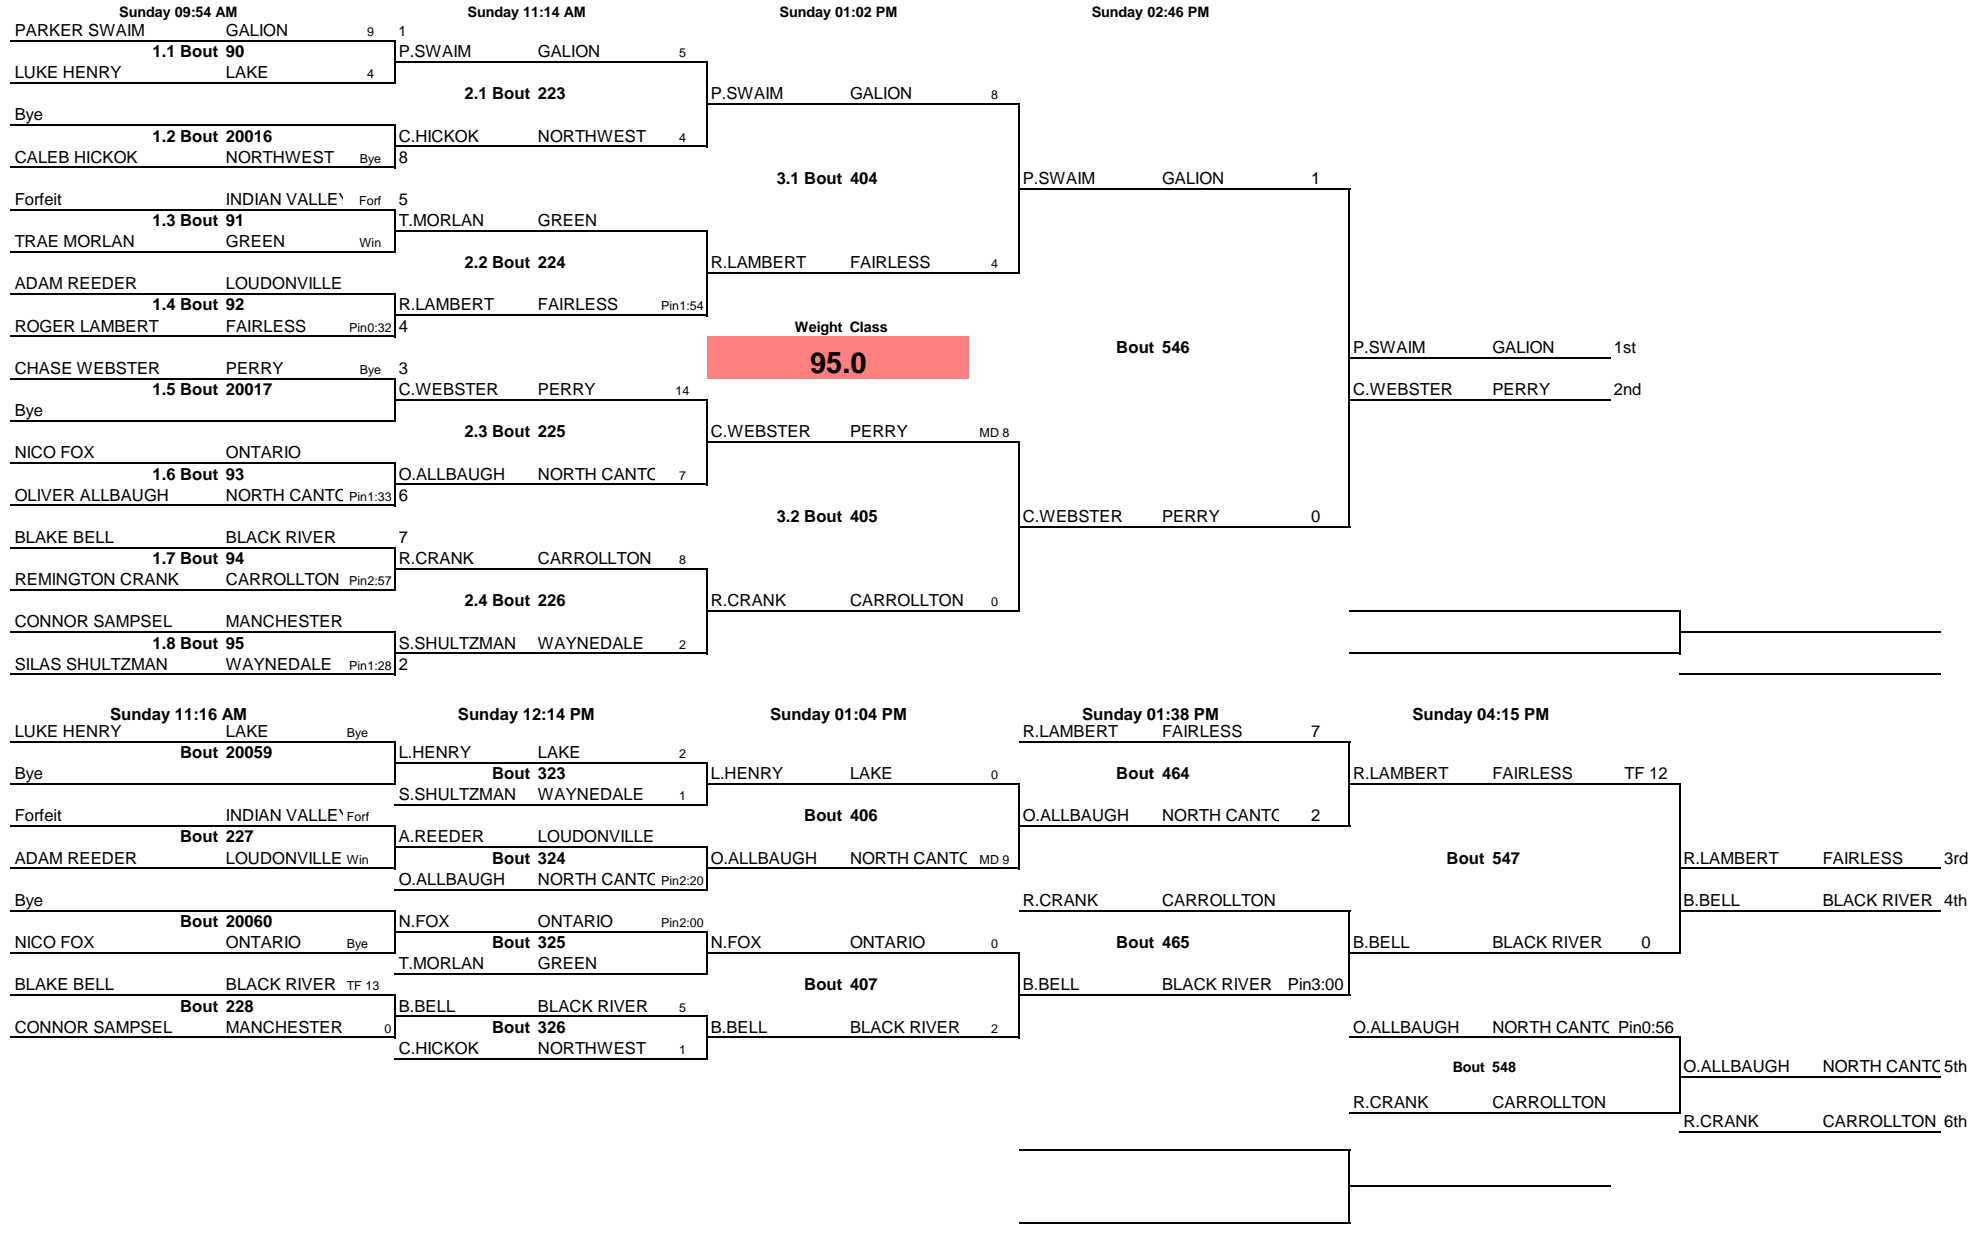 Sunday 09:54 AM Sunday 11:14 AM Sunday 01:02 PM Sunday 02:46 PM
PARKER SWAIM GALION 9 1
1.1 Bout 90 P.SWAIM GALION 5
LUKE HENRY LAKE 4
2.1 Bout 223 P.SWAIM GALION 8
Bye
1.2 Bout 20016 C.HICKOK NORTHWEST 4
CALEB HICKOK NORTHWEST Bye 8
3.1 Bout 404 P.SWAIM GALION 1
Forfeit INDIAN VALLEY Forf 5
1.3 Bout 91 T.MORLAN GREEN
TRAE MORLAN GREEN Win
2.2 Bout 224 R.LAMBERT FAIRLESS 4
ADAM REEDER LOUDONVILLE
1.4 Bout 92 R.LAMBERT FAIRLESS Pin1:54
ROGER LAMBERT FAIRLESS Pin0:32 4 Weight Class
Bout 546 P.SWAIM GALION 1st
CHASE WEBSTER PERRY Bye 3 95.0
1.5 Bout 20017 C.WEBSTER PERRY 14 C.WEBSTER PERRY 2nd
Bye
2.3 Bout 225 C.WEBSTER PERRY MD 8
NICO FOX ONTARIO
1.6 Bout 93 O.ALLBAUGH NORTH CANTO 7
OLIVER ALLBAUGH NORTH CANTO Pin1:33 6
3.2 Bout 405 C.WEBSTER PERRY 0
BLAKE BELL BLACK RIVER 7
1.7 Bout 94 R.CRANK CARROLLTON 8
REMINGTON CRANK CARROLLTON Pin2:57
2.4 Bout 226 R.CRANK CARROLLTON 0
CONNOR SAMPSEL MANCHESTER
1.8 Bout 95 S.SHULTZMAN WAYNEDALE 2
SILAS SHULTZMAN WAYNEDALE Pin1:28 2
Sunday 11:16 AM Sunday 12:14 PM Sunday 01:04 PM Sunday 01:38 PM Sunday 04:15 PM
LUKE HENRY LAKE Bye R.LAMBERT FAIRLESS 7
Bout 20059 L.HENRY LAKE 2
Bye Bout 323 L.HENRY LAKE 0 Bout 464 R.LAMBERT FAIRLESS TF 12
S.SHULTZMAN WAYNEDALE 1
Forfeit INDIAN VALLEY Forf Bout 406 O.ALLBAUGH NORTH CANTO 2
Bout 227 A.REEDER LOUDONVILLE
ADAM REEDER LOUDONVILLE Win Bout 324 O.ALLBAUGH NORTH CANTO MD 9 Bout 547 R.LAMBERT FAIRLESS 3rd
O.ALLBAUGH NORTH CANTO Pin2:20
Bye R.CRANK CARROLLTON B.BELL BLACK RIVER 4th
Bout 20060 N.FOX ONTARIO Pin2:00
NICO FOX ONTARIO Bye Bout 325 N.FOX ONTARIO 0 Bout 465 B.BELL BLACK RIVER 0
T.MORLAN GREEN
BLAKE BELL BLACK RIVER TF 13 Bout 407 B.BELL BLACK RIVER Pin3:00
Bout 228 B.BELL BLACK RIVER 5
CONNOR SAMPSEL MANCHESTER 0 Bout 326 B.BELL BLACK RIVER 2 O.ALLBAUGH NORTH CANTO Pin0:56
C.HICKOK NORTHWEST 1
Bout 548 O.ALLBAUGH NORTH CANTO 5th
R.CRANK CARROLLTON
R.CRANK CARROLLTON 6th